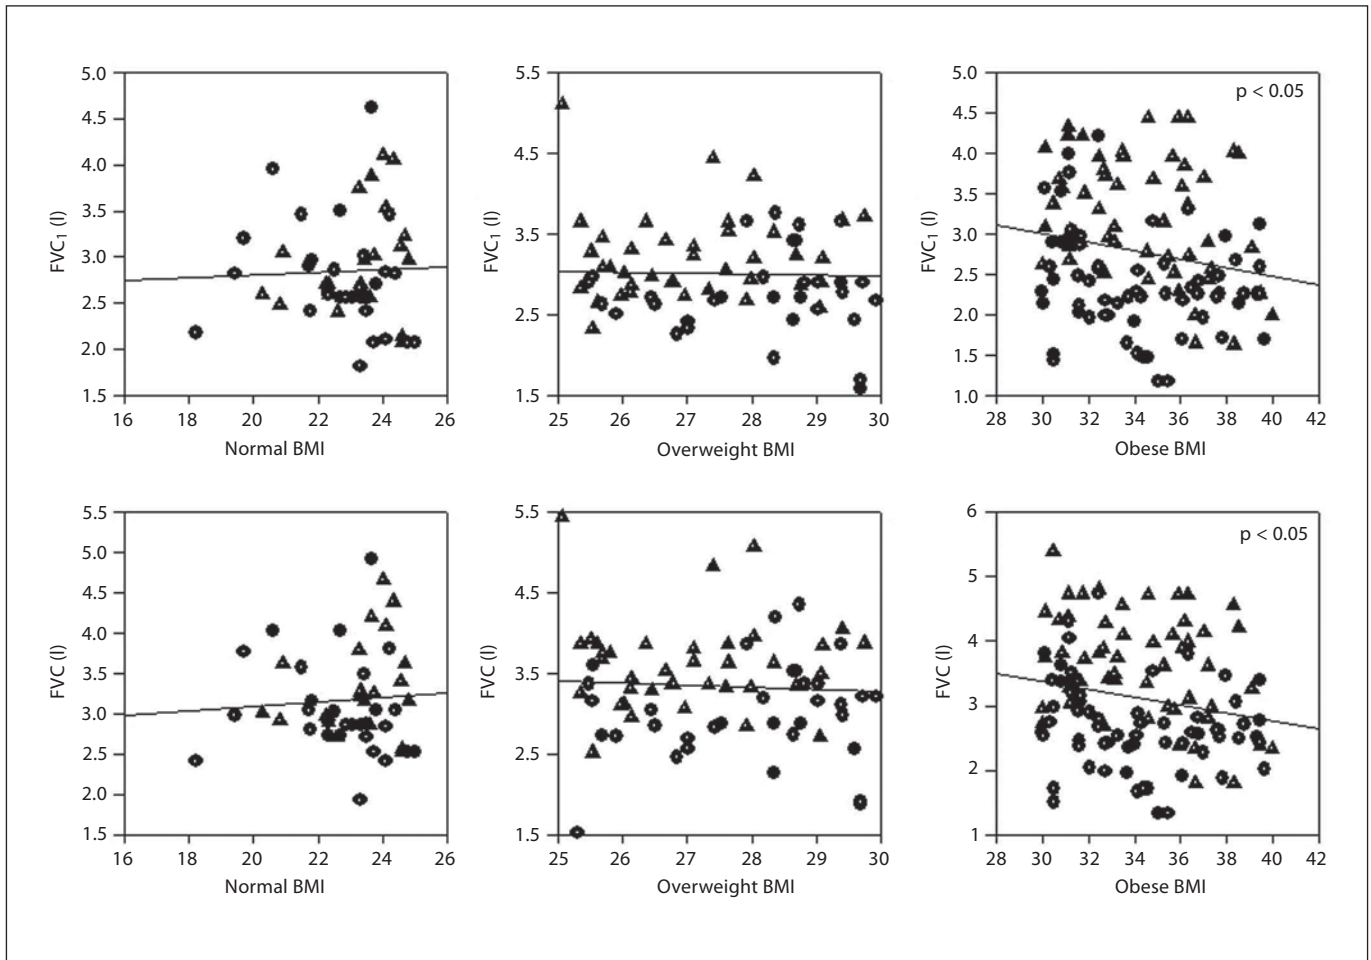 5.0
4.5
4.0
3.5
3.0
2.5
2.0
1.5
FVC₁ (l)
16 18 20 22 24 26
Normal BMI
5.5
4.5
3.5
2.5
1.5
FVC₁ (l)
25 26 27 28 29 30
Overweight BMI
p < 0.05
5.0
4.5
4.0
3.5
3.0
2.5
2.0
1.5
1.0
FVC₁ (l)
28 30 32 34 36 38 40 42
Obese BMI
5.5
5.0
4.5
4.0
3.5
3.0
2.5
2.0
1.5
FVC (l)
16 18 20 22 24 26
Normal BMI
5.5
4.5
3.5
2.5
1.5
FVC (l)
25 26 27 28 29 30
Overweight BMI
p < 0.05
6
5
4
3
2
1
FVC (l)
28 30 32 34 36 38 40 42
Obese BMI